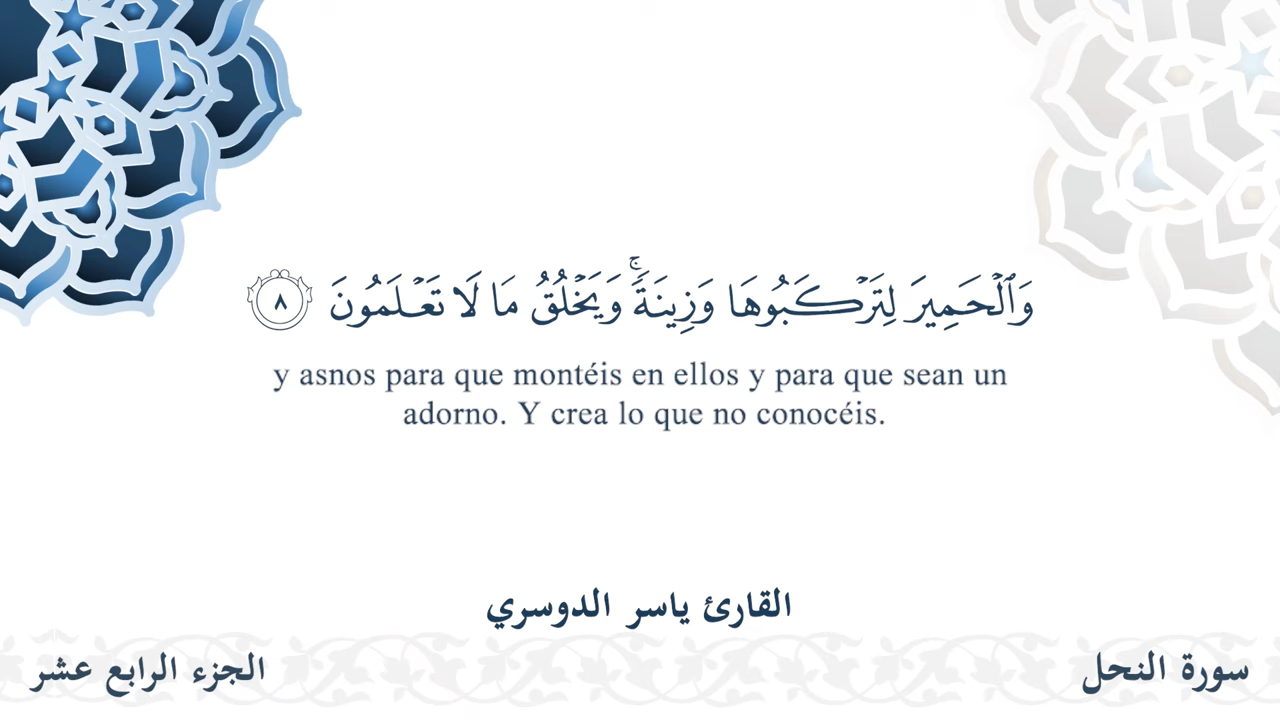 وَٱلْحَمِيرَ لِتَرْكَبُوهَا وَزِينَةًۚ وَيَخْلُقُ مَا لَا تَعْلَمُونَ ٨
y asnos para que montéis en ellos y para que sean un
adorno. Y crea lo que no conocéis.
القارئ ياسر الدوسري
سورة النحل
الجزء الرابع عشر